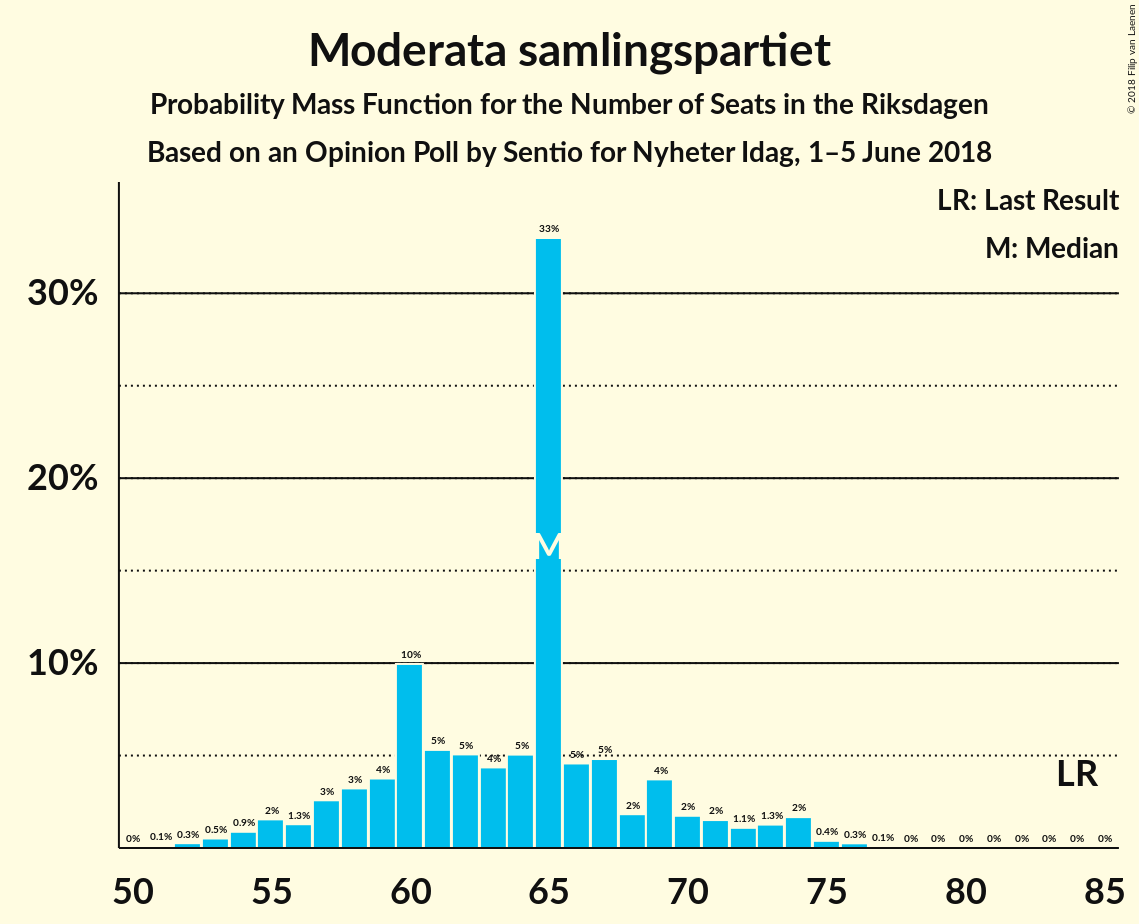 © 2018 Filip van Laenen
Moderata samlingspartiet
Probability Mass Function for the Number of Seats in the Riksdagen
Based on an Opinion Poll by Sentio for Nyheter Idag, 1–5 June 2018
LR: Last Result
M: Median
33%
30%
20%
M
10%
10%
5% 5% 4% 5% 5% 5%
LR
0% 0.1% 0.3% 0.5% 0.9% 2% 1.3% 3% 3% 4% 2% 4% 2% 2% 1.1% 1.3% 2% 0.4% 0.3% 0.1% 0% 0% 0% 0% 0% 0% 0% 0%
50 55 60 65 70 75 80 85